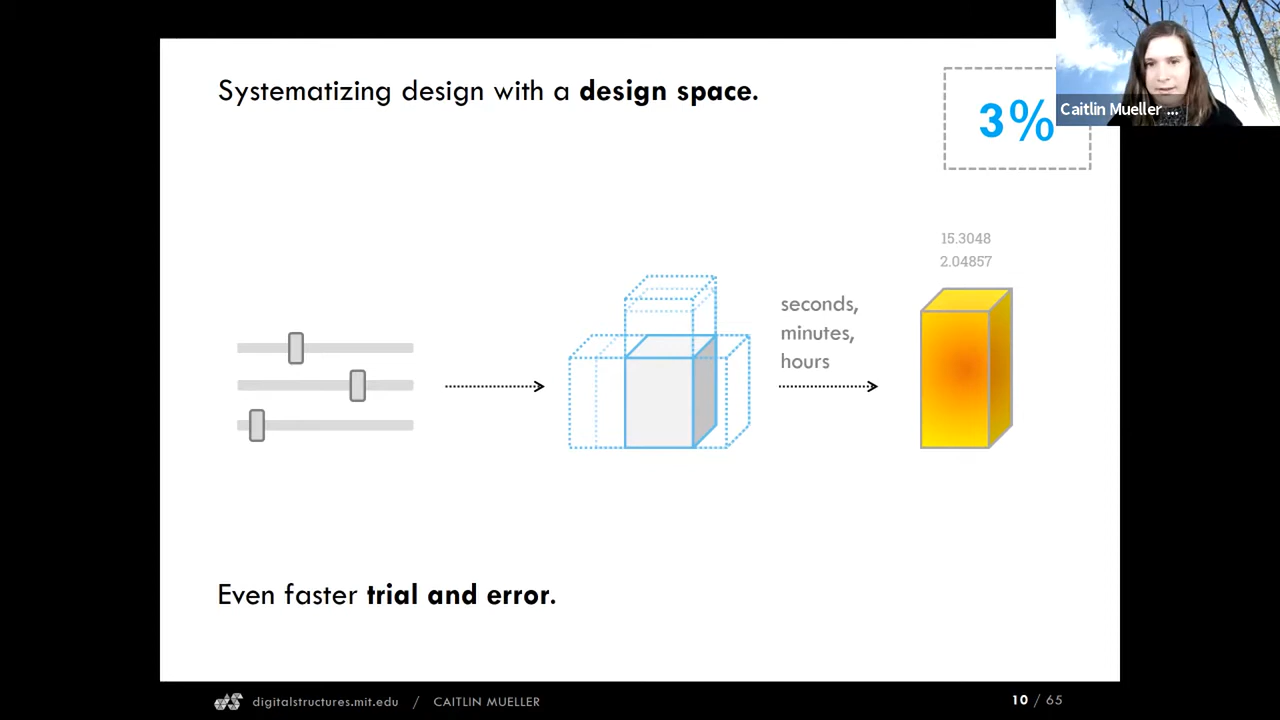 Systematizing design with a design space.
3%
Caitlin Mueller ...
15.3048
2.04857
seconds,
minutes,
hours
Even faster trial and error.
digitalstructures.mit.edu / CAITLIN MUELLER
10 / 65